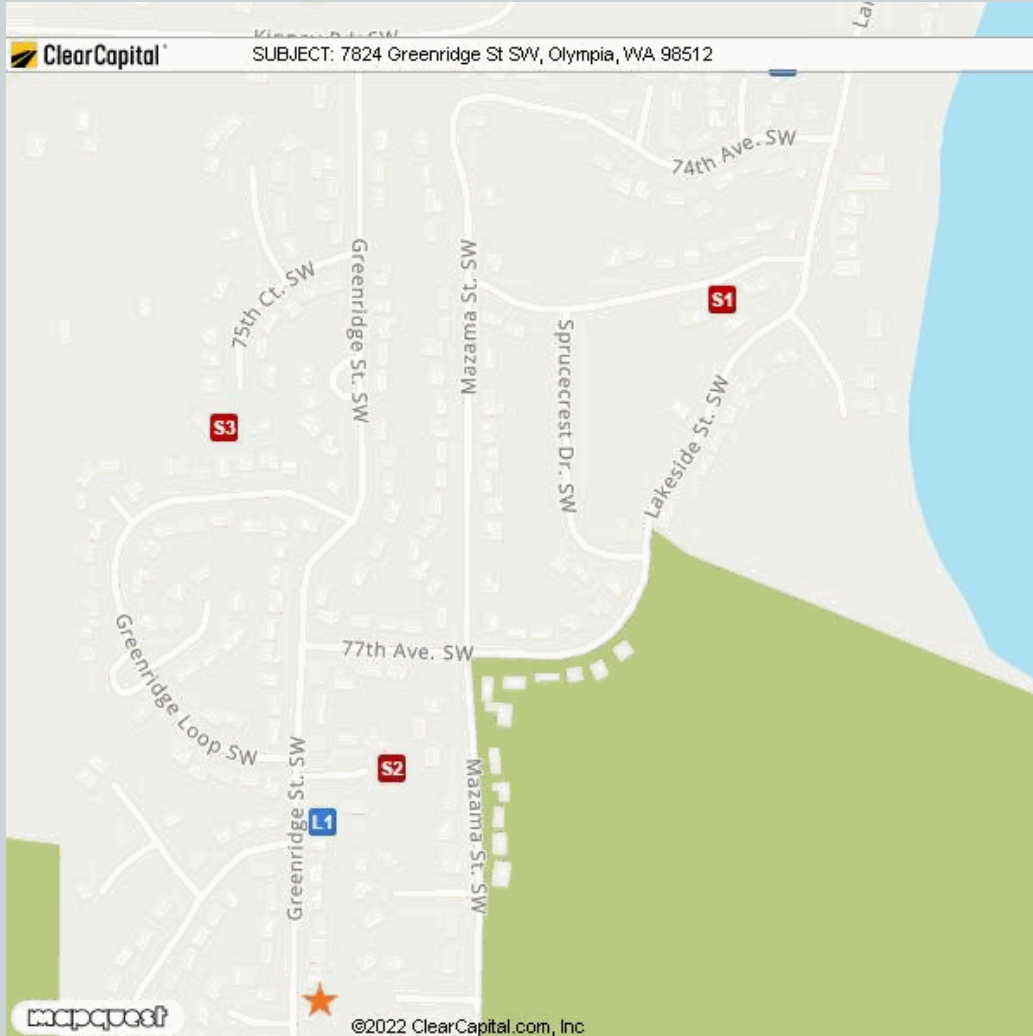 ClearCapital
SUBJECT: 7824 Greenridge St SW, Olympia, WA 98512
74th Ave. SW
Greenridge St. SW
Mazama St. SW
75th Ct. SW
S1
Sprucecrest Dr. SW
Lakeside St. SW
S3
77th Ave. SW
Greenridge Loop SW
S2
Greenridge St. SW
Mazama St. SW
L1
mapquest
©2022 ClearCapital.com, Inc